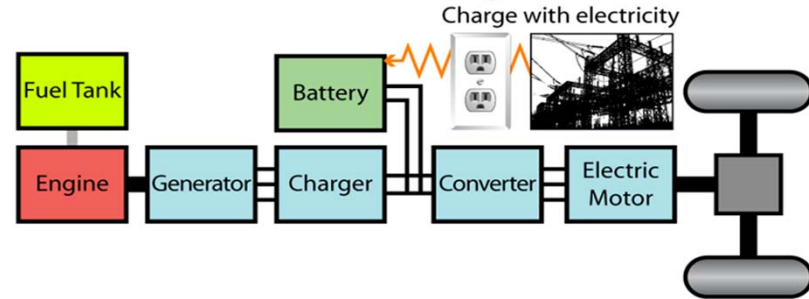 Charge with electricity
Fuel Tank
Battery
Engine
Generator
Charger
Converter
Electric
Motor